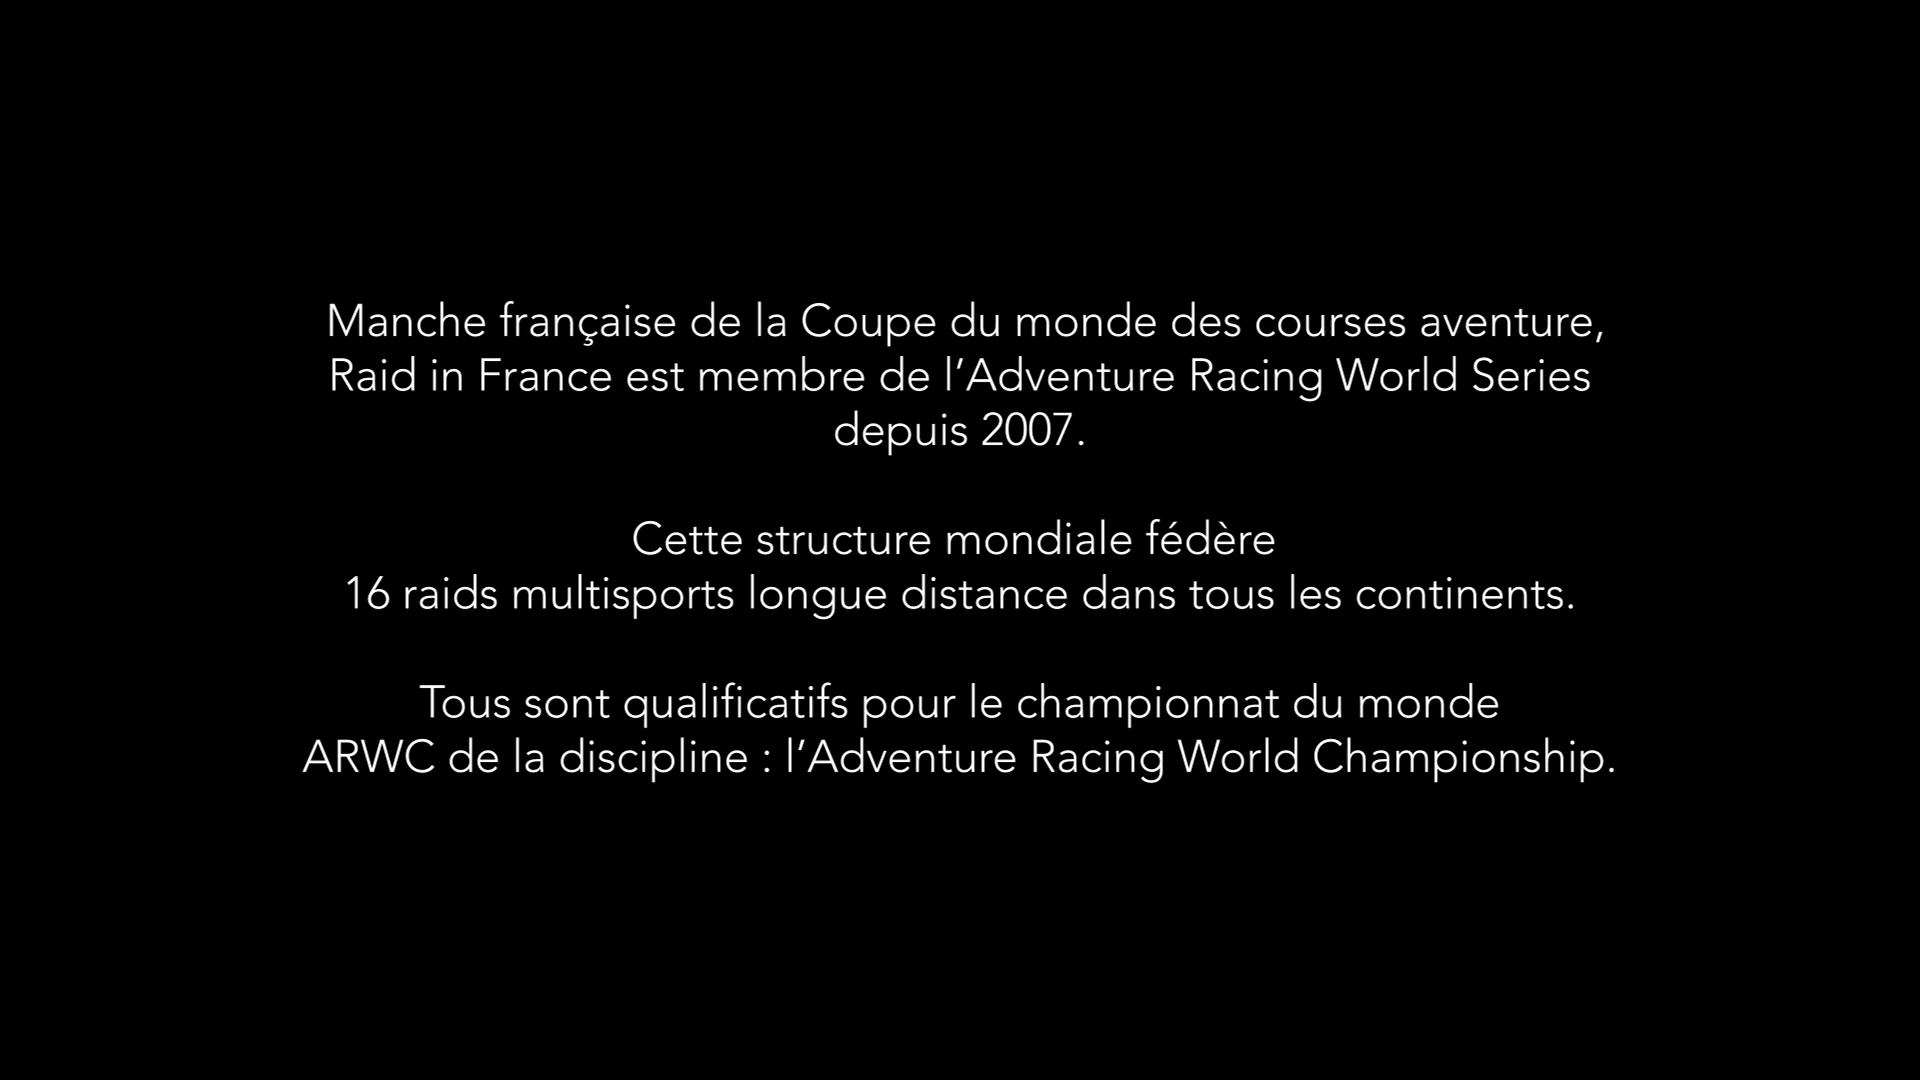 Manche française de la Coupe du monde des courses aventure,
Raid in France est membre de l’Adventure Racing World Series
depuis 2007.
Cette structure mondiale fédère
16 raids multisports longue distance dans tous les continents.
Tous sont qualificatifs pour le championnat du monde
ARWC de la discipline : l’Adventure Racing World Championship.